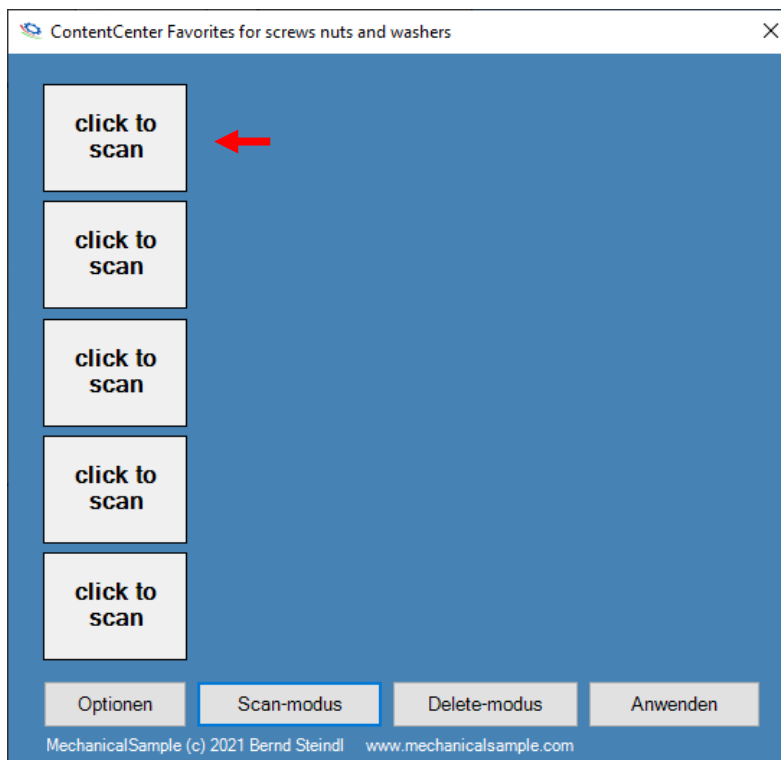 ContentCenter Favorites for screws nuts and washers
click to
scan
click to
scan
click to
scan
click to
scan
click to
scan
Optionen Scan-modus Delete-modus Anwenden
MechanicalSample (c) 2021 Bernd Steindl www.mechanicalsample.com